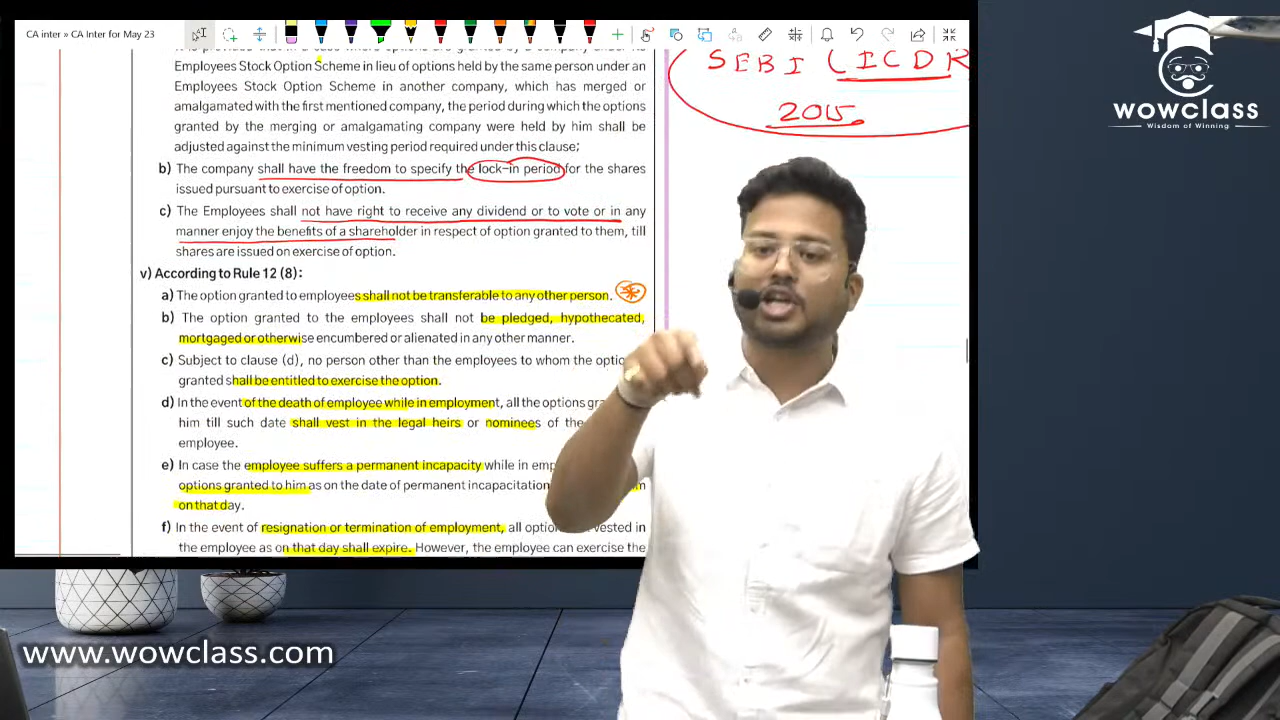 CA inter » CA Inter for May 23
Employees Stock Option Scheme in lieu of options held by the same person under an
Employees Stock Option Scheme in another company, which has merged or
amalgamated with the first mentioned company, the period during which the options
granted by the merging or amalgamating company were held by him shall be
adjusted against the minimum vesting period required under this clause;
b) The company shall have the freedom to specify the lock-in period for the shares
issued pursuant to exercise of option.
c) The Employees shall not have right to receive any dividend or to vote or in any
manner enjoy the benefits of a shareholder in respect of option granted to them, till
shares are issued on exercise of option.
v) According to Rule 12 (8):
a) The option granted to employees shall not be transferable to any other person.
b) The option granted to the employees shall not be pledged, hypothecated,
mortgaged or otherwise encumbered or alienated in any other manner.
c) Subject to clause (d), no person other than the employees to whom the
granted shall be entitled to exercise the option.
d) In the event of the death of employee while in employment, all the options
him till such date shall vest in the legal heirs or nominees of the
employee.
e) In case the employee suffers a permanent incapacity while in
options granted to him as on the date of permanent incapacitation
on that day.
f) In the event of resignation or termination of employment, all vested in
the employee as on that day shall expire. However, the employee can exercise the
SEBI (ICDR
2015
wowclass
Wisdom of Winning
www.wowclass.com